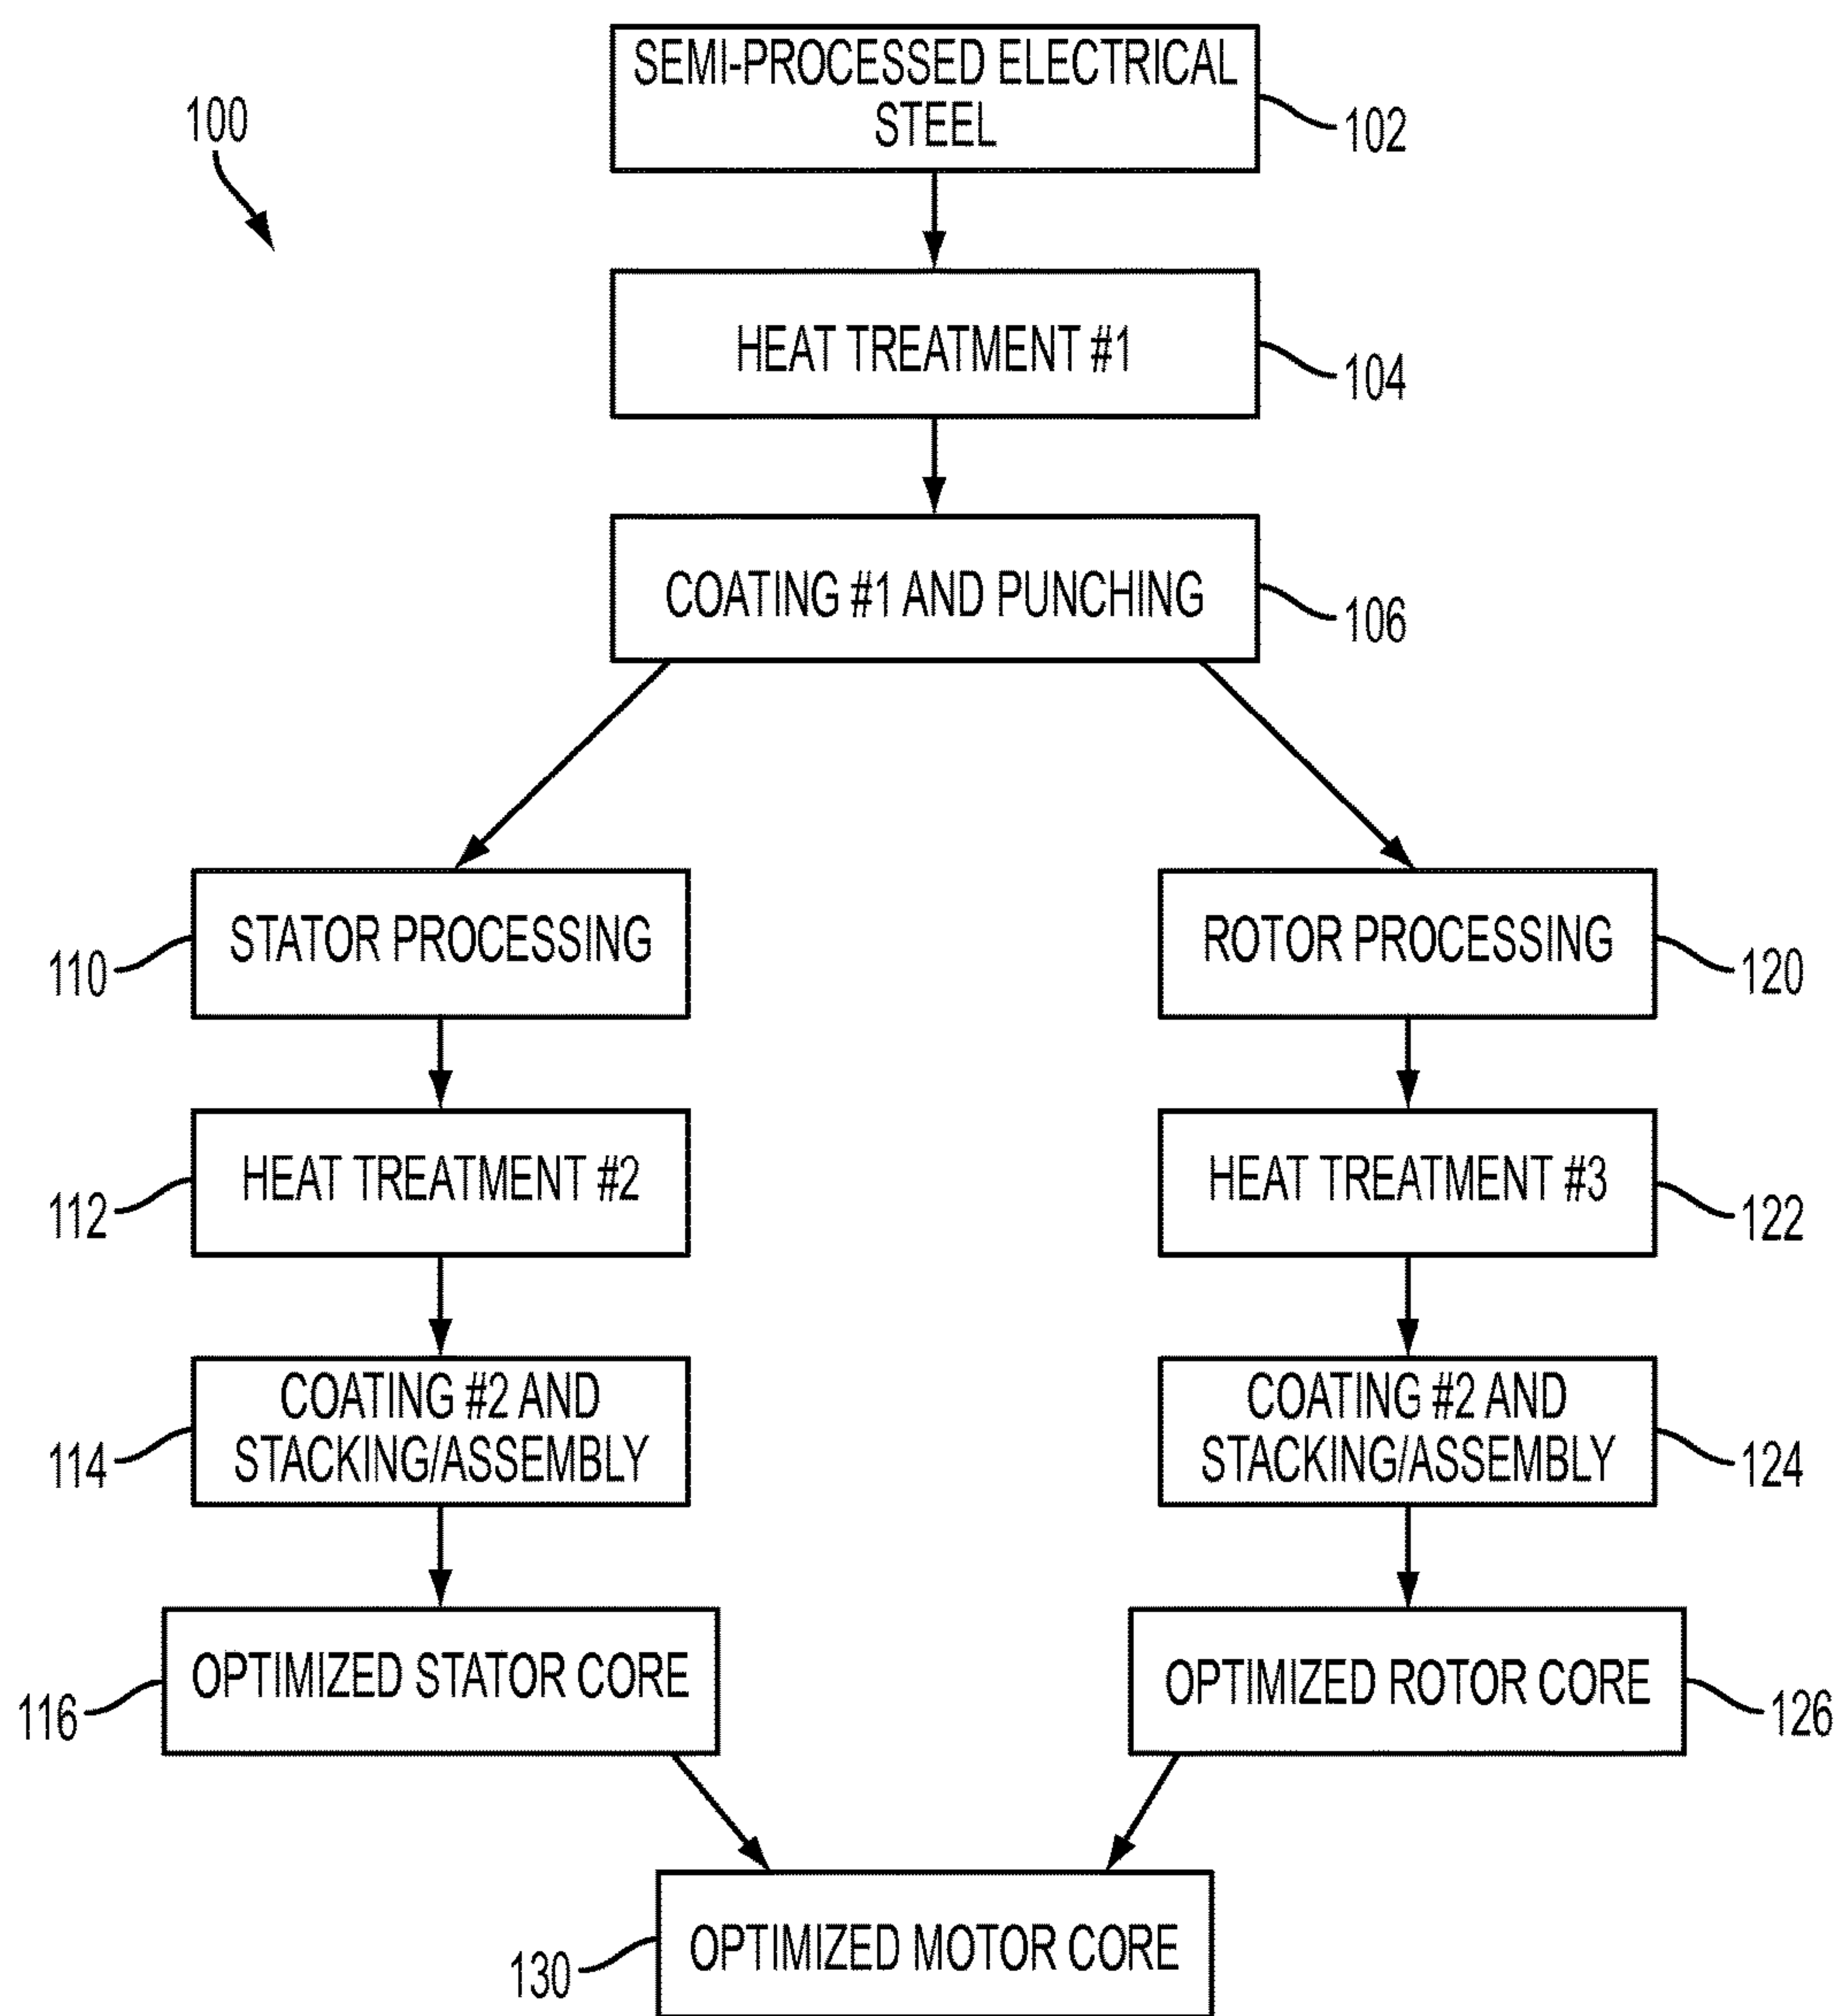 SEMI-PROCESSED ELECTRICAL
STEEL
102
100
HEAT TREATMENT #1
104
COATING #1 AND PUNCHING
106
STATOR PROCESSING
110
ROTOR PROCESSING
120
HEAT TREATMENT #2
112
HEAT TREATMENT #3
122
COATING #2 AND
STACKING/ASSEMBLY
114
COATING #2 AND
STACKING/ASSEMBLY
124
OPTIMIZED STATOR CORE
116
OPTIMIZED ROTOR CORE
126
OPTIMIZED MOTOR CORE
130